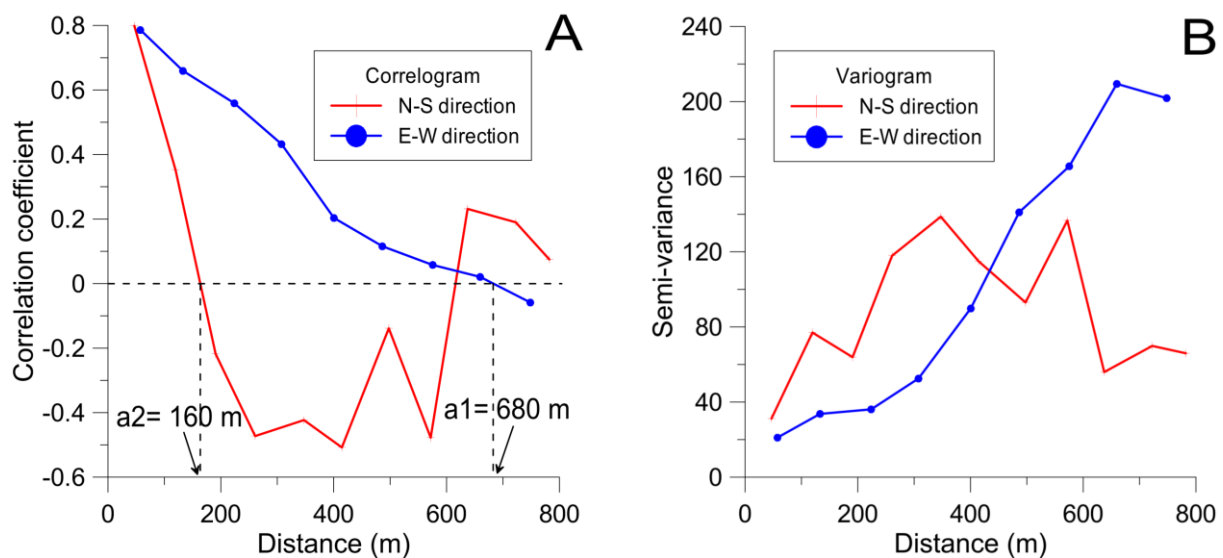 A
Correlogram
N-S direction
E-W direction
0.8
0.6
0.4
0.2
0
-0.2
-0.4
-0.6
Correlation coefficient
a2= 160 m
a1= 680 m
0
200
400
600
800
Distance (m)
B
Variogram
N-S direction
E-W direction
240
200
160
120
80
40
0
Semi-variance
0
200
400
600
800
Distance (m)